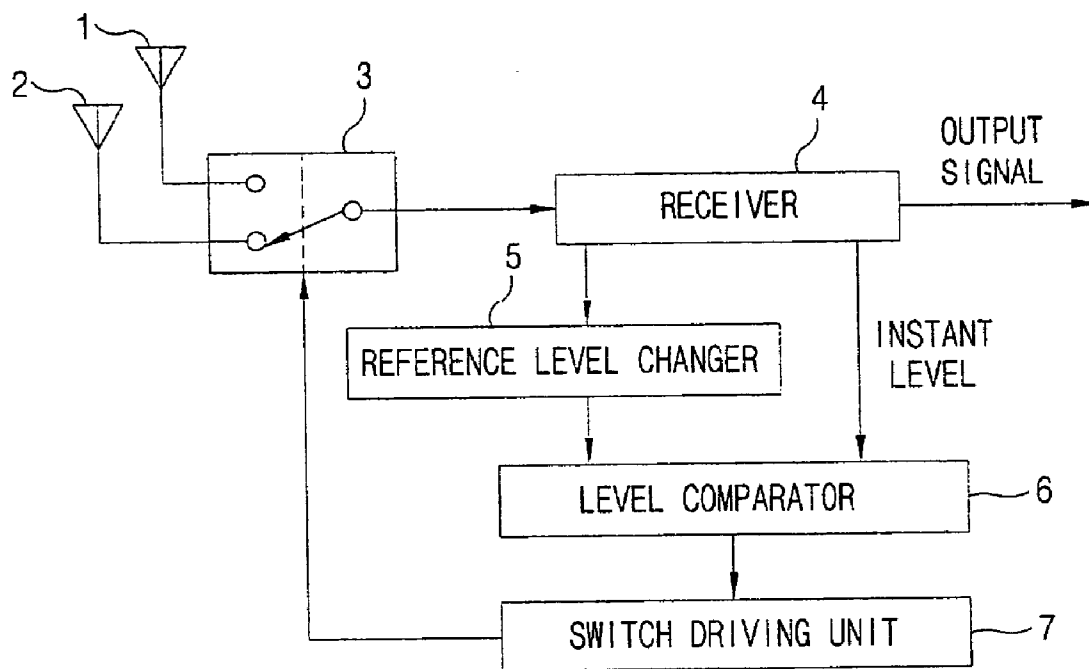 1
2
3
4
OUTPUT
SIGNAL
RECEIVER
5
REFERENCE LEVEL CHANGER
INSTANT
LEVEL
LEVEL COMPARATOR
6
SWITCH DRIVING UNIT
7